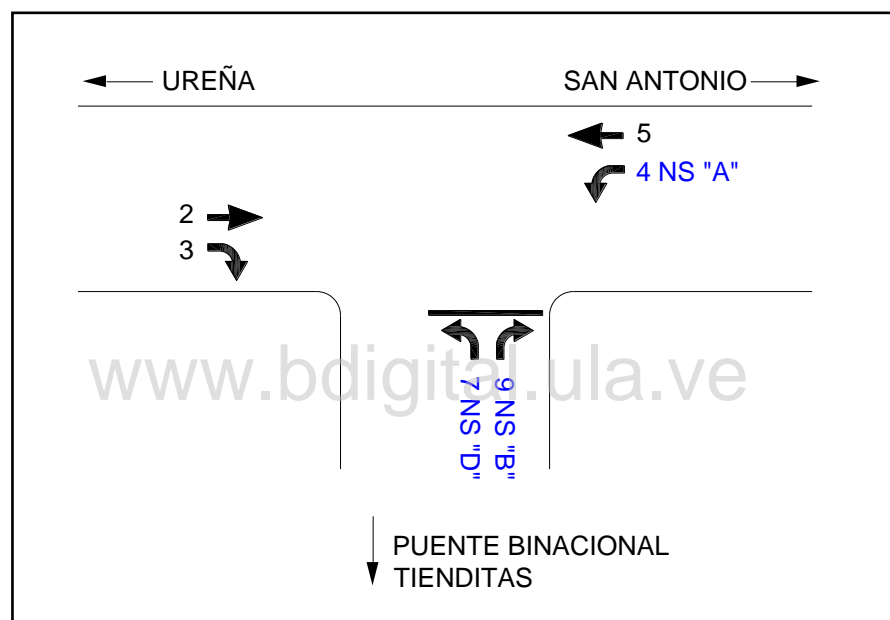 UREÑA
SAN ANTONIO
5
4 NS "A"
2
3
www.bdigital.ula.ve
7 NS "D"
9 NS "B"
PUENTE BINACIONAL
TIENDITAS